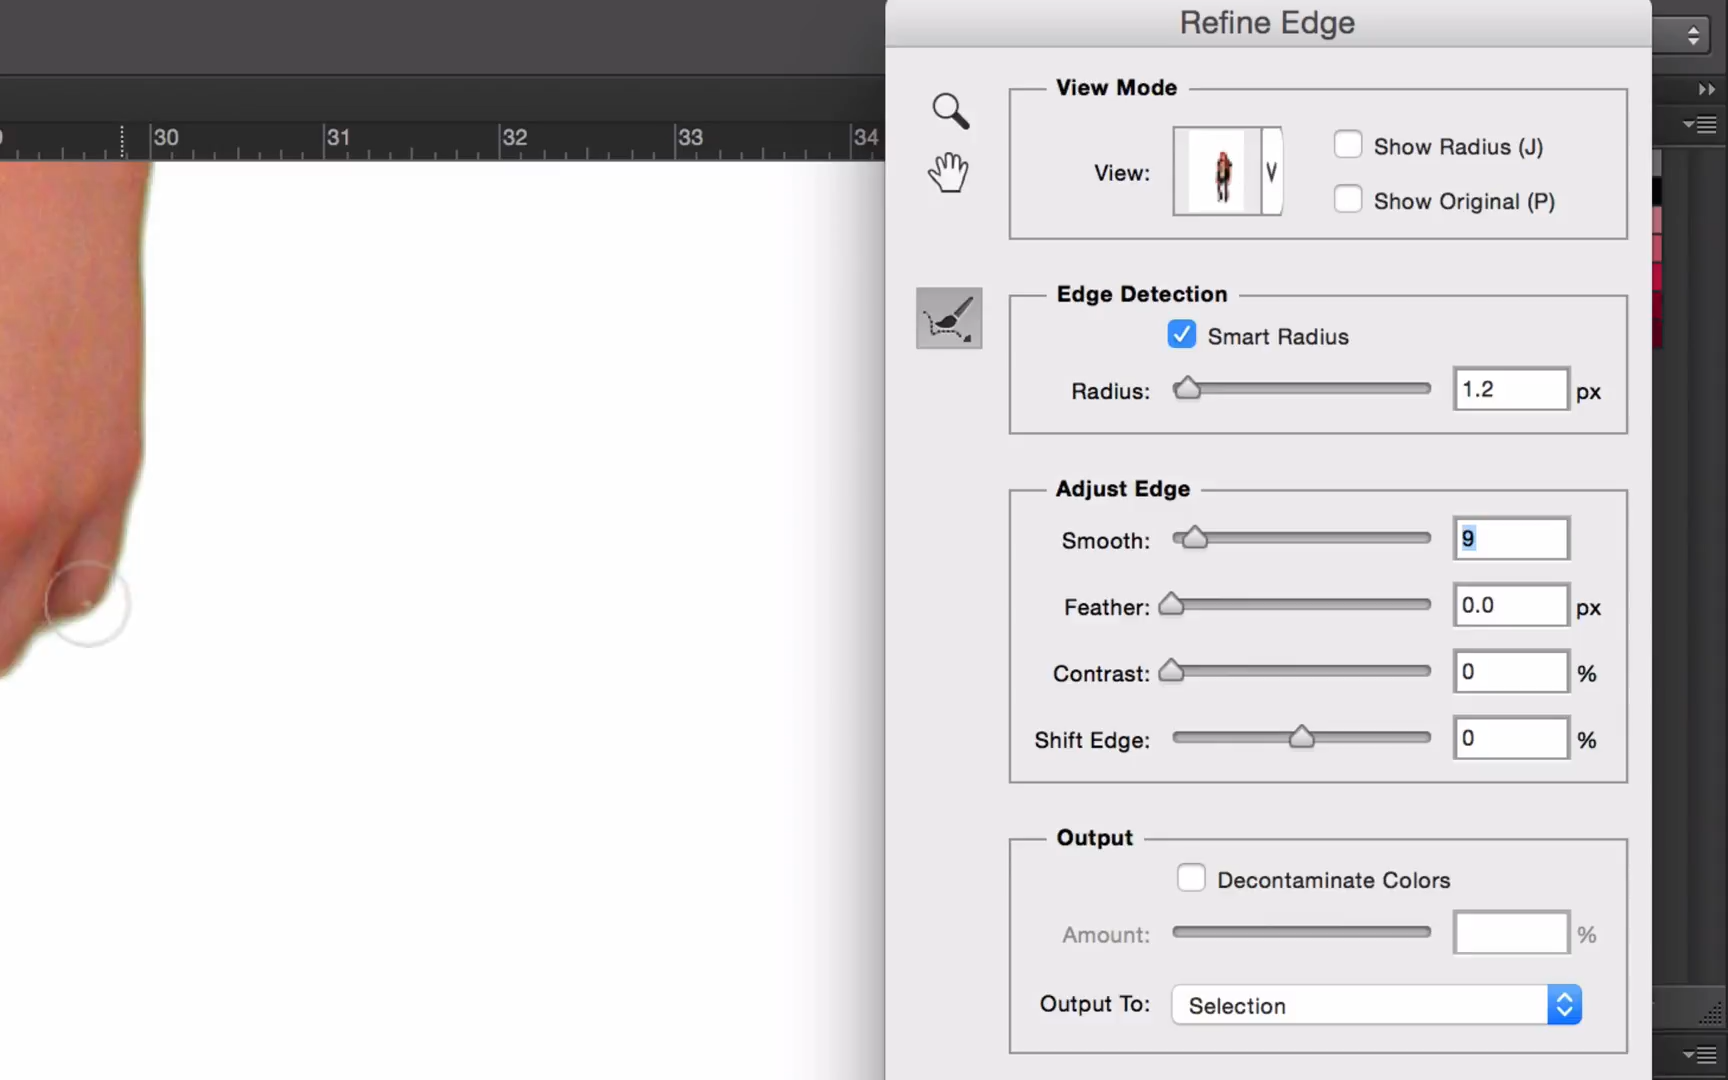 Refine Edge
30 31 32 33 34
View Mode
View:
Show Radius (J)
Show Original (P)
Edge Detection
Smart Radius
Radius: 1.2 px
Adjust Edge
Smooth: 9
Feather: 0.0 px
Contrast: 0 %
Shift Edge: 0 %
Output
Decontaminate Colors
Amount: %
Output To: Selection